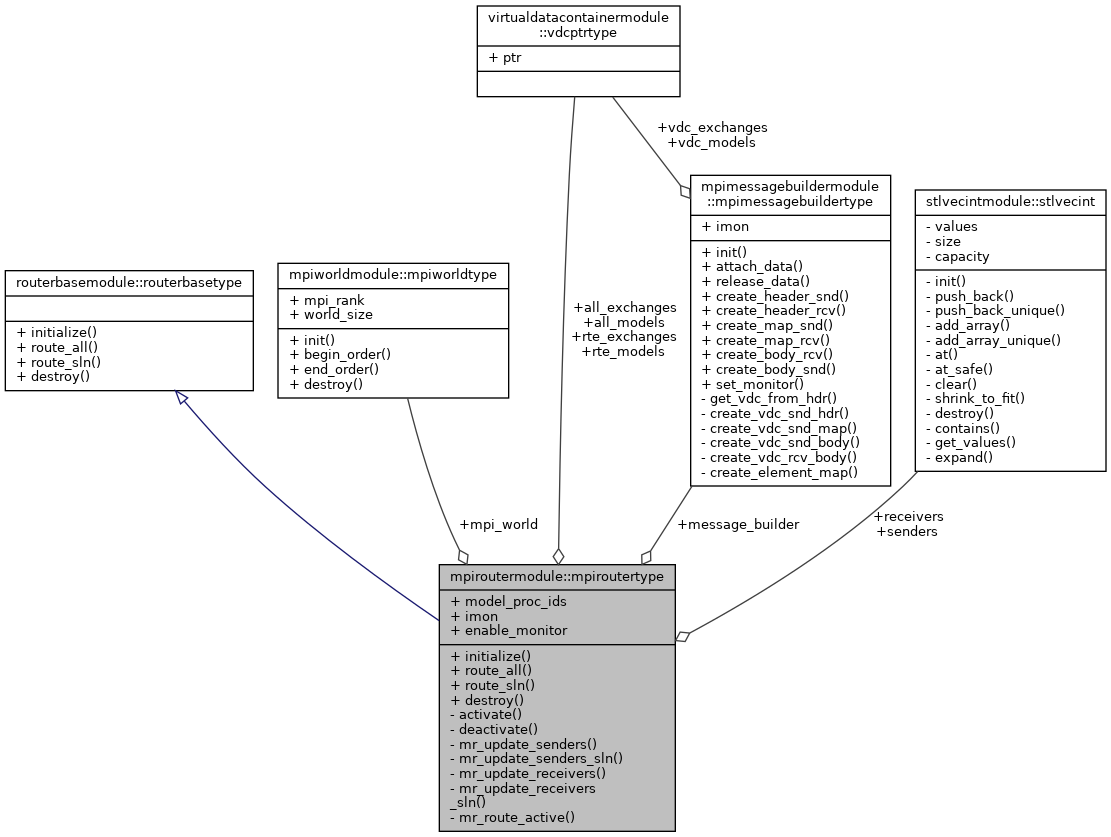 virtualdatacontainermodule
::vdcptrtype
+ ptr
+vdc_exchanges
+vdc_models
mpimessagebuildermodule
::mpimessagebuildertype
+ imon
+ init()
+ attach_data()
+ release_data()
+ create_header_snd()
+ create_header_rcv()
+ create_map_snd()
+ create_map_rcv()
+ create_body_rcv()
+ create_body_snd()
+ set_monitor()
- get_vdc_from_hdr()
- create_vdc_snd_hdr()
- create_vdc_snd_map()
- create_vdc_snd_body()
- create_vdc_rcv_body()
- create_element_map()
stlvecintmodule::stlvecint
- values
- size
- capacity
- init()
- push_back()
- push_back_unique()
- add_array()
- add_array_unique()
- at()
- at_safe()
- clear()
- shrink_to_fit()
- destroy()
- contains()
- get_values()
- expand()
routerbasemodule::routerbasetype
+ initialize()
+ route_all()
+ route_sln()
+ destroy()
mpiworldmodule::mpiworldtype
+ mpi_rank
+ world_size
+ init()
+ begin_order()
+ end_order()
+ destroy()
+all_exchanges
+all_models
+rte_exchanges
+rte_models
+mpi_world
+message_builder
+receivers
+senders
mpiroutermodule::mpiroutertype
+ model_proc_ids
+ imon
+ enable_monitor
+ initialize()
+ route_all()
+ route_sln()
+ destroy()
- activate()
- deactivate()
- mr_update_senders()
- mr_update_senders_sln()
- mr_update_receivers()
- mr_update_receivers
_sln()
- mr_route_active()